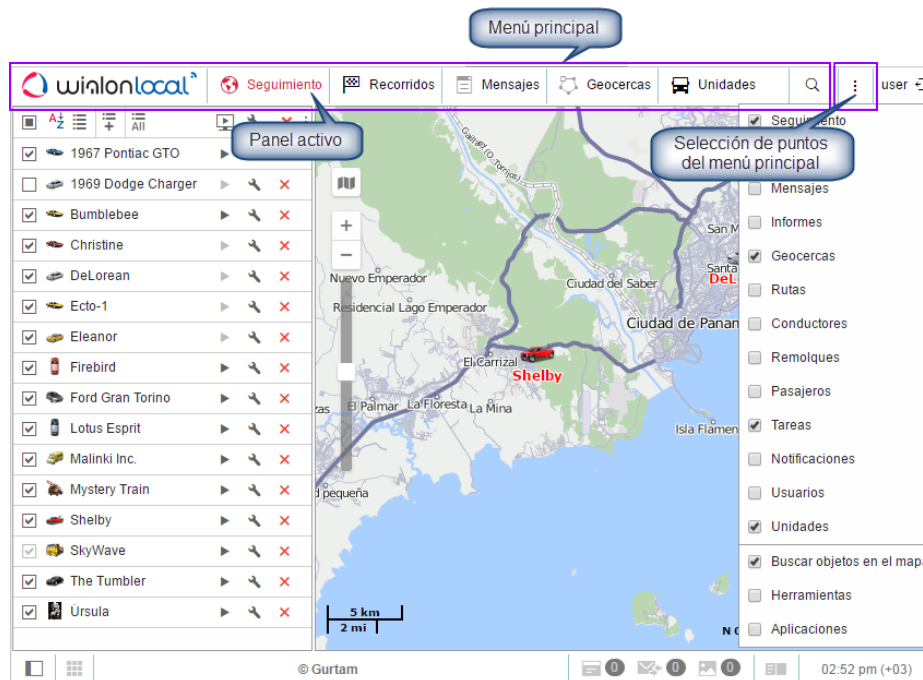 Menú principal
wialonlocal
Seguimiento
Recorridos
Mensajes
Geocercas
Unidades
user
Panel activo
Selección de puntos
del menú principal
A
Z
All
1967 Pontiac GTO
1969 Dodge Charger
Bumblebee
Christine
DeLorean
Ecto-1
Eleanor
Firebird
Ford Gran Torino
Lotus Esprit
Malinki Inc.
Mystery Train
Shelby
SkyWave
The Tumbler
Úrsula
Nuevo Emperador
Residencial Lago Emperador
Ciudad del Saber
San M
Santa
DeL
Ciudad de Panam
El Carrizal
Shelby
El Palmar
La Floresta
La Mina
Isla Flamen
pequeña
5 km
2 mi
Seguimiento
Mensajes
Informes
Geocercas
Rutas
Conductores
Remolques
Pasajeros
Tareas
Notificaciones
Usuarios
Unidades
Buscar objetos en el mapa
Herramientas
Aplicaciones
© Gurtam
0
0
0
02:52 pm (+03)